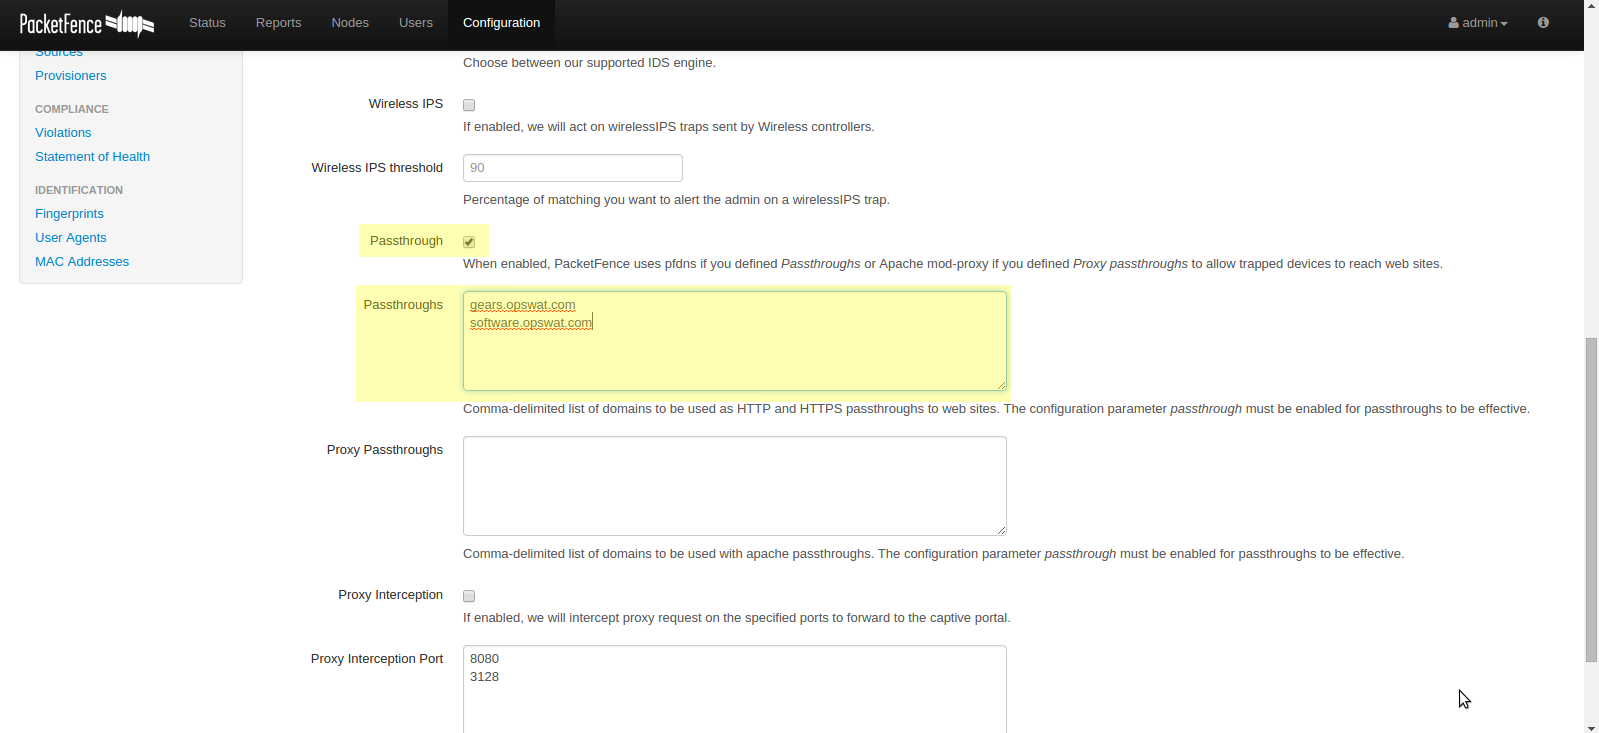 PacketFence
Status
Reports
Nodes
Users
Configuration
admin
Sources
Provisioners
COMPLIANCE
Violations
Statement of Health
IDENTIFICATION
Fingerprints
User Agents
MAC Addresses
Choose between our supported IDS engine.
Wireless IPS
If enabled, we will act on wirelessIPS traps sent by Wireless controllers.
Wireless IPS threshold
90
Percentage of matching you want to alert the admin on a wirelessIPS trap.
Passthrough
When enabled, PacketFence uses pfdns if you defined Passthroughs or Apache mod-proxy if you defined Proxy passthroughs to allow trapped devices to reach web sites.
Passthroughs
gears.opswat.com
software.opswat.com
Comma-delimited list of domains to be used as HTTP and HTTPS passthroughs to web sites. The configuration parameter passthrough must be enabled for passthroughs to be effective.
Proxy Passthroughs
Comma-delimited list of domains to be used with apache passthroughs. The configuration parameter passthrough must be enabled for passthroughs to be effective.
Proxy Interception
If enabled, we will intercept proxy request on the specified ports to forward to the captive portal.
Proxy Interception Port
8080
3128